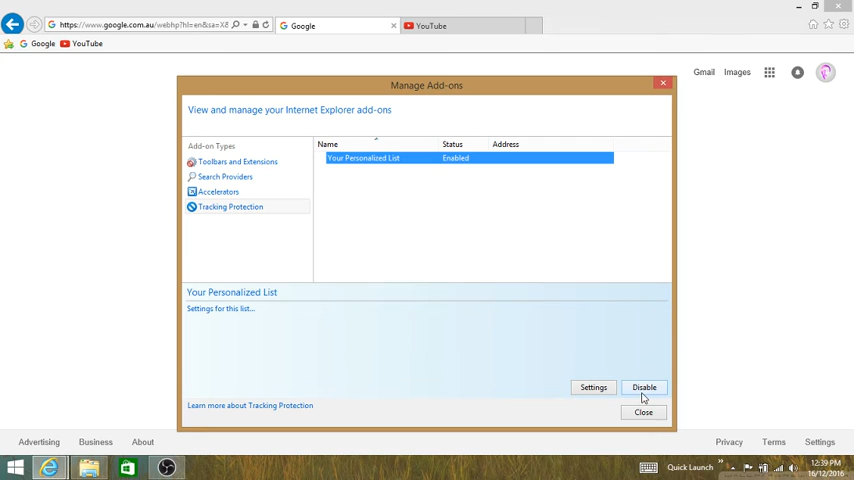 https://www.google.com.au/webhp?hl=en&sa=X&
Google
YouTube
Google
YouTube
Gmail
Images
Manage Add-ons
View and manage your Internet Explorer add-ons
Add-on Types
Toolbars and Extensions
Search Providers
Accelerators
Tracking Protection
Name Status Address
Your Personalized List Enabled
Your Personalized List
Settings for this list...
Settings
Disable
Learn more about Tracking Protection
Close
Advertising Business About
Privacy Terms Settings
Quick Launch
12:39 PM
16/12/2016